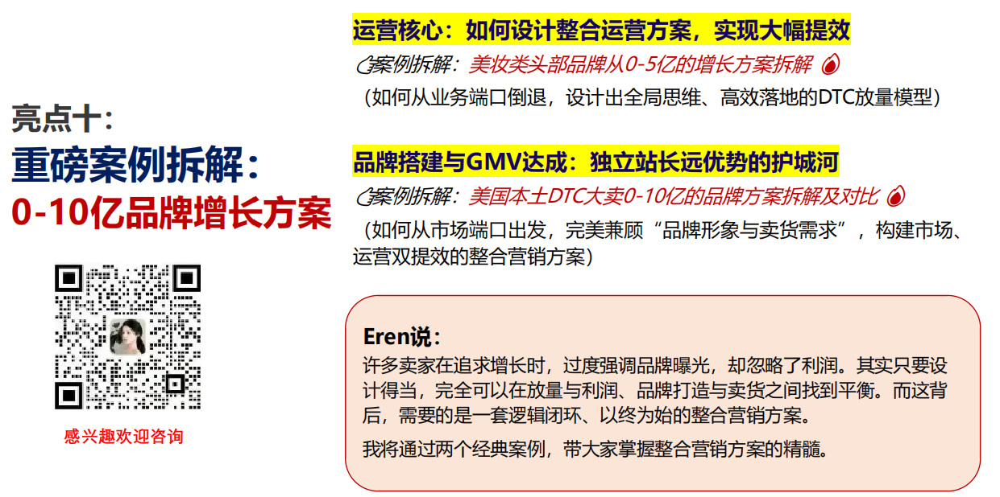 亮点十：
重磅案例拆解：
0-10亿品牌增长方案
感兴趣欢迎咨询
运营核心：如何设计整合运营方案，实现大幅提效
案例拆解：美妆类头部品牌从0-5亿的增长方案拆解
（如何从业务端口倒退，设计出全局思维、高效落地的DTC放量模型）
品牌搭建与GMV达成：独立站长远优势的护城河
案例拆解：美国本土DTC大卖0-10亿的品牌方案拆解及对比
（如何从市场端口出发，完美兼顾“品牌形象与卖货需求”，构建市场、
运营双提效的整合营销方案）
Eren说：
许多卖家在追求增长时，过度强调品牌曝光，却忽略了利润。其实只要设
计得当，完全可以在放量与利润、品牌打造与卖货之间找到平衡。而这背
后，需要的是一套逻辑闭环、以终为始的整合营销方案。
我将通过两个经典案例，带大家掌握整合营销方案的精髓。